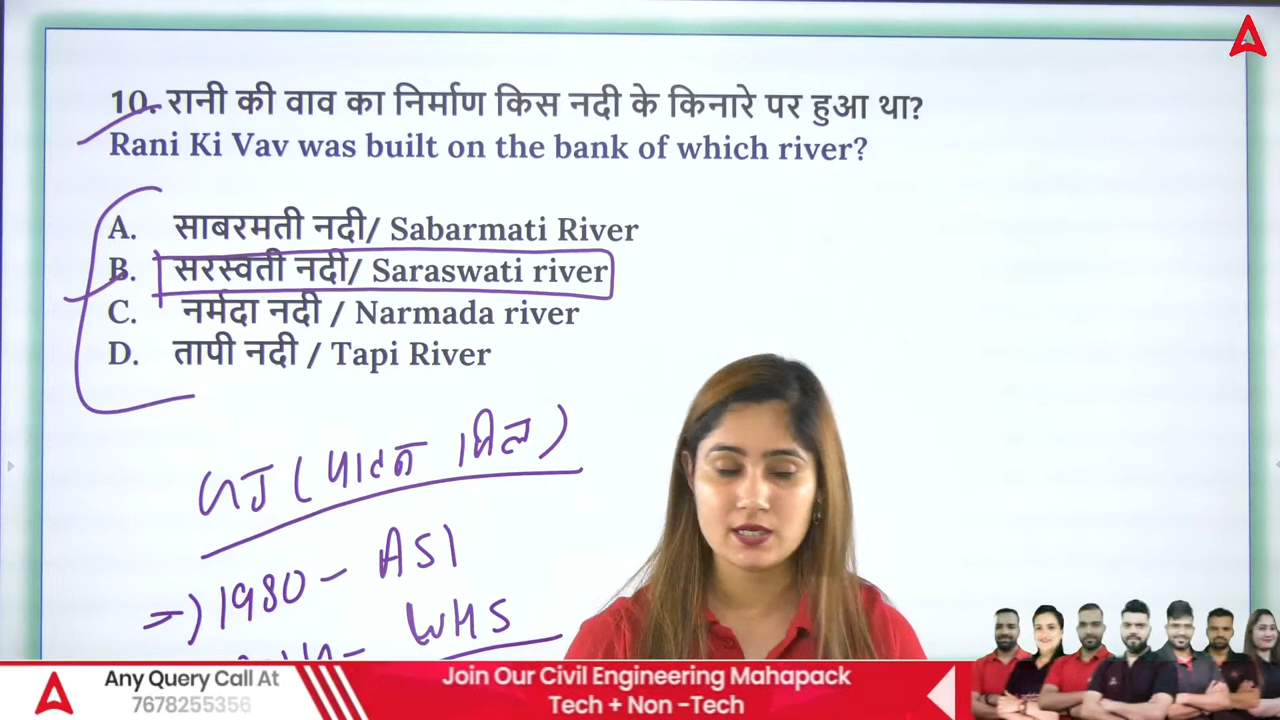 10. रानी की वाव का निर्माण किस नदी के किनारे पर हुआ था?
Rani Ki Vav was built on the bank of which river?
A. साबरमती नदी/ Sabarmati River
B. सरस्वती नदी/ Saraswati river
C. नर्मदा नदी / Narmada river
D. तापी नदी / Tapi River
GJ (पाटन
=) 1980 - ASI
WHS
Any Query Call At
7678255356
Join Our Civil Engineering Mahapack
Tech + Non -Tech